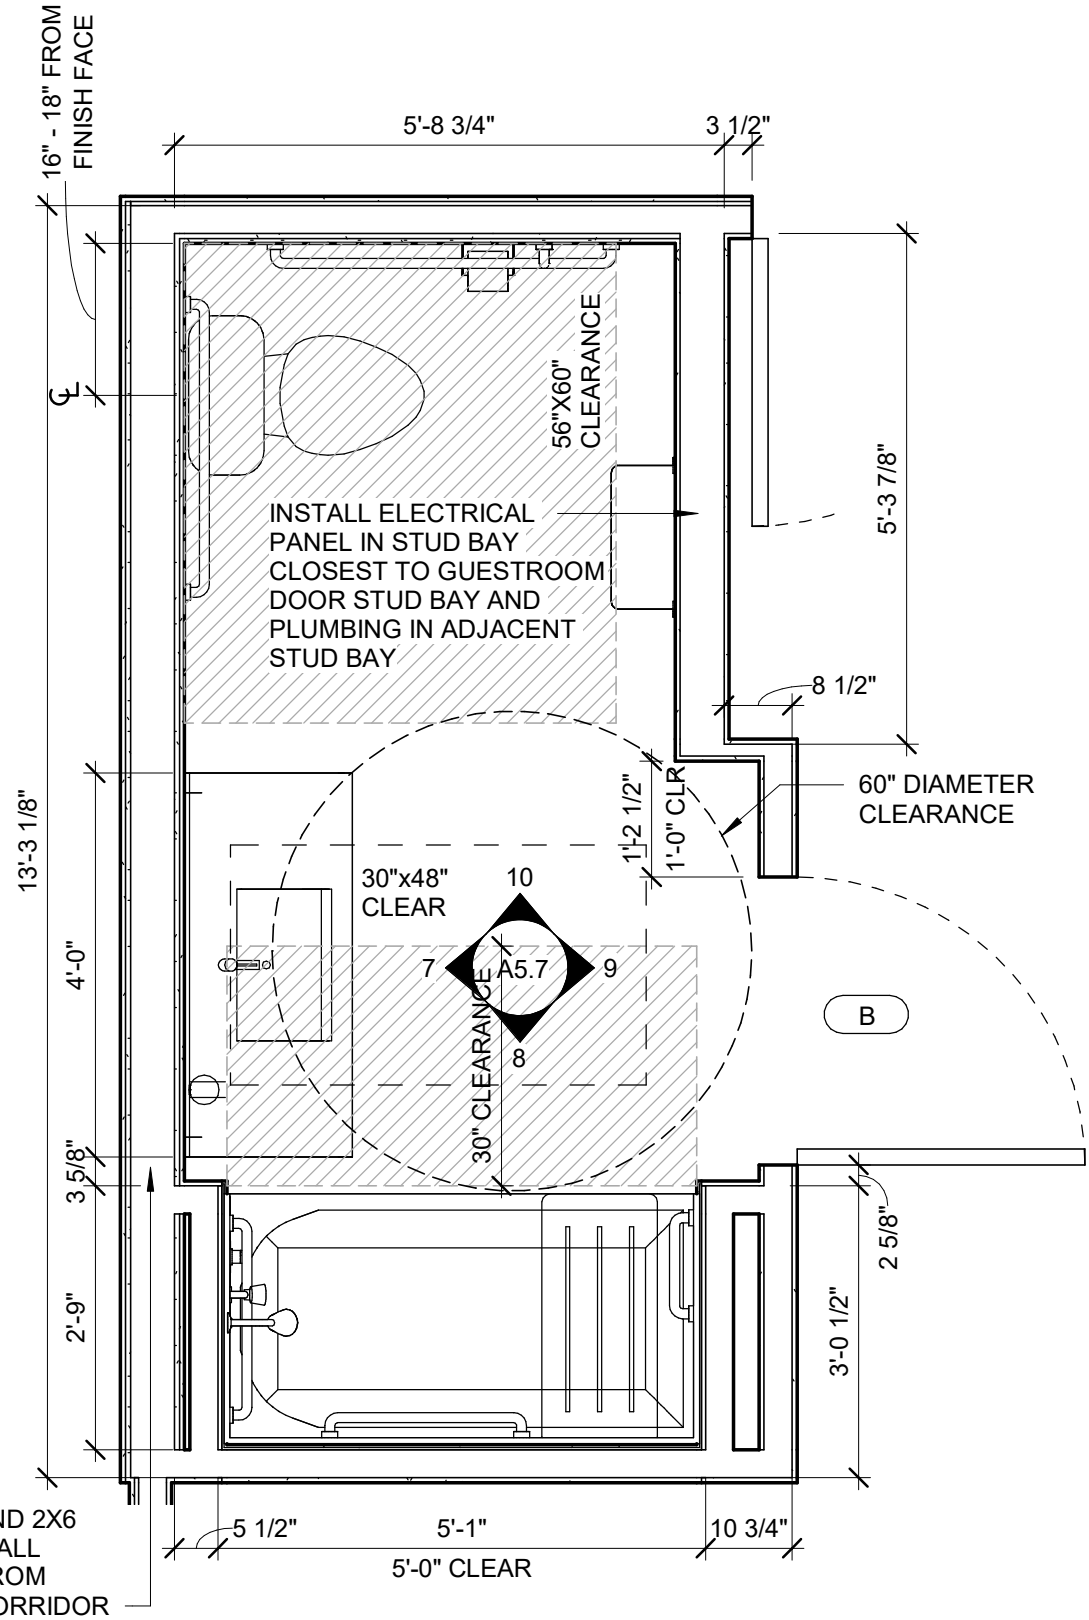 16" - 18" FROM
FINISH FACE
5'-8 3/4"
3 1/2"
56"X60"
CLEARANCE
℄
INSTALL ELECTRICAL
PANEL IN STUD BAY
CLOSEST TO GUESTROOM
DOOR STUD BAY AND
PLUMBING IN ADJACENT
STUD BAY
5'-3 7/8"
8 1/2"
1'-2 1/2"
1'-0" CLR
60" DIAMETER
CLEARANCE
13'-3 1/8"
30"x48"
CLEAR
10
7
A5.7
9
8
4'-0"
30" CLEARANCE
B
3 5/8"
2 5/8"
2'-9"
3'-0 1/2"
ND 2X6
ALL
ROM
ORRIDOR
5 1/2"
5'-1"
10 3/4"
5'-0" CLEAR